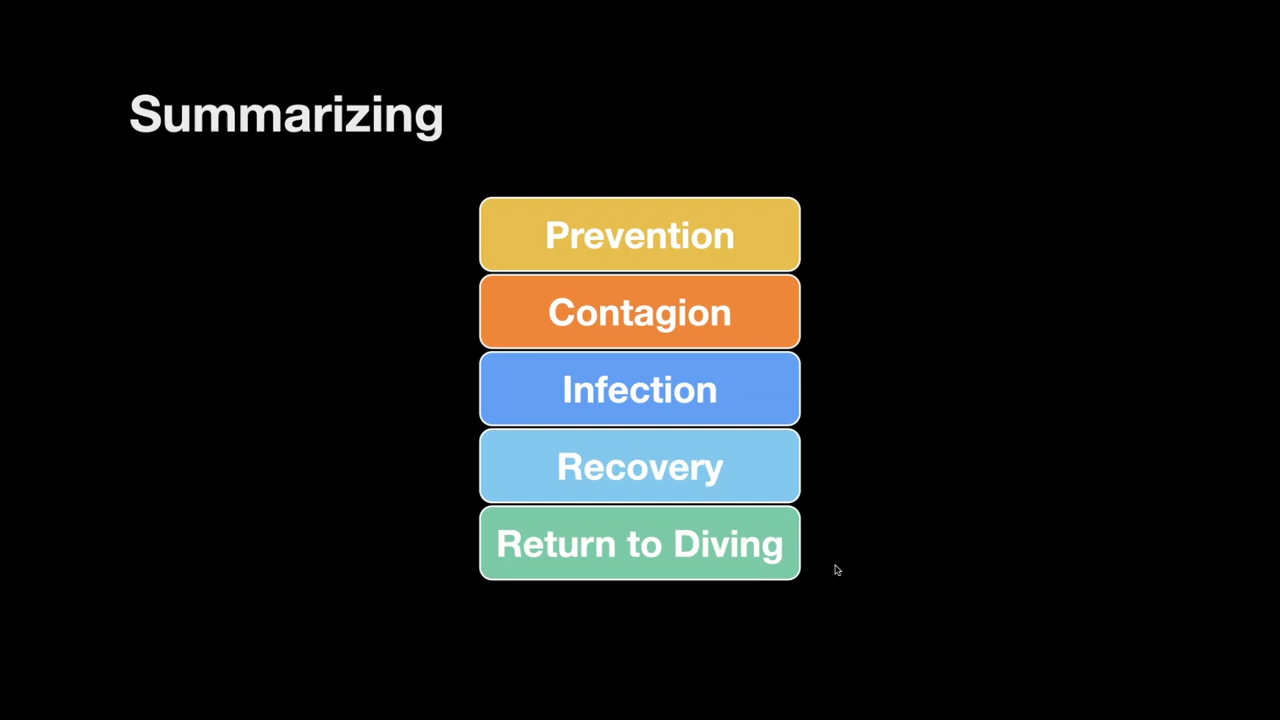 Summarizing
Prevention
Contagion
Infection
Recovery
Return to Diving